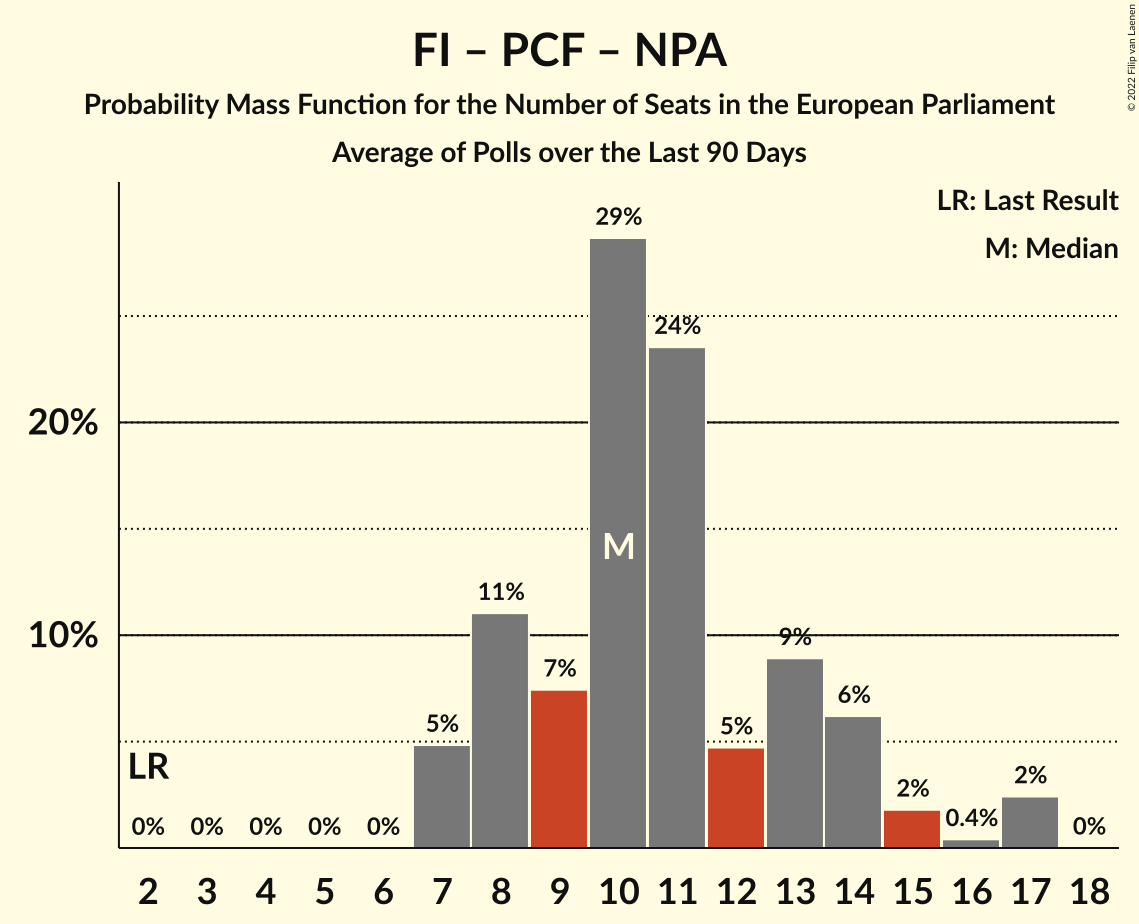 FI – PCF – NPA
Probability Mass Function for the Number of Seats in the European Parliament
Average of Polls over the Last 90 Days
© 2022 Filip van Laenen
LR: Last Result
M: Median
29%
24%
20%
M
11%
10%
9%
7%
6%
5%
5%
LR
2%
2%
0% 0% 0% 0% 0% 0.4% 0%
2 3 4 5 6 7 8 9 10 11 12 13 14 15 16 17 18